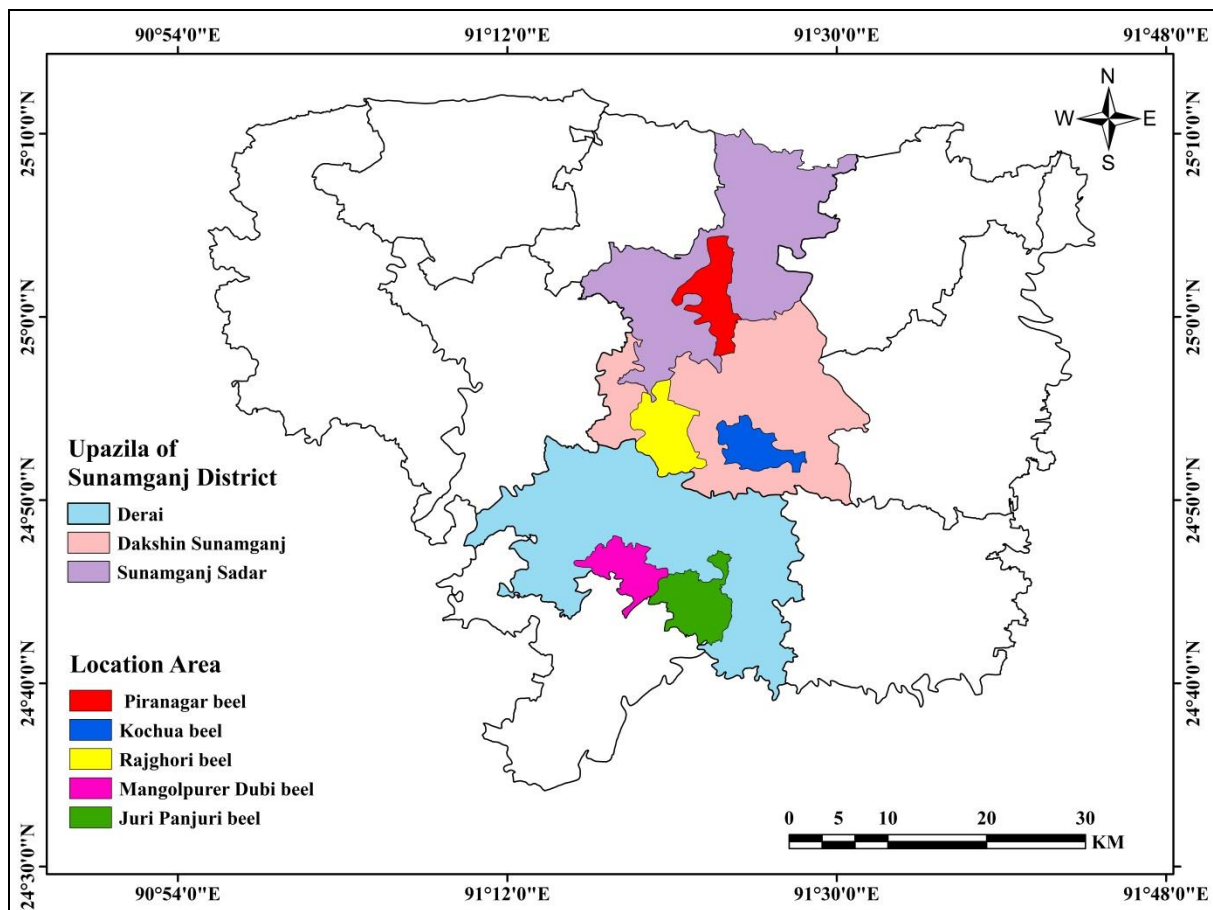 90°54'0"E 91°12'0"E 91°30'0"E 91°48'0"E
N
W E
S
25°10'0"N 25°10'0"N
25°0'0"N 25°0'0"N
Upazila of
Sunamganj District
Derai
Dakshin Sunamganj
Sunamganj Sadar
24°50'0"N 24°50'0"N
Location Area
Piranagar beel
Kochua beel
Rajghori beel
Mangolpurer Dubi beel
Juri Panjuri beel
24°40'0"N 24°40'0"N
0 5 10 20 30
KM
24°30'0"N 24°30'0"N
90°54'0"E 91°12'0"E 91°30'0"E 91°48'0"E